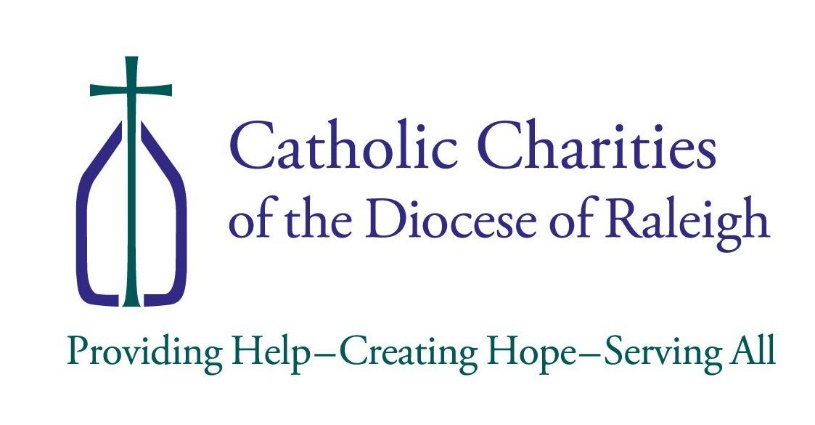 Catholic Charities
of the Diocese of Raleigh
Providing Help–Creating Hope–Serving All